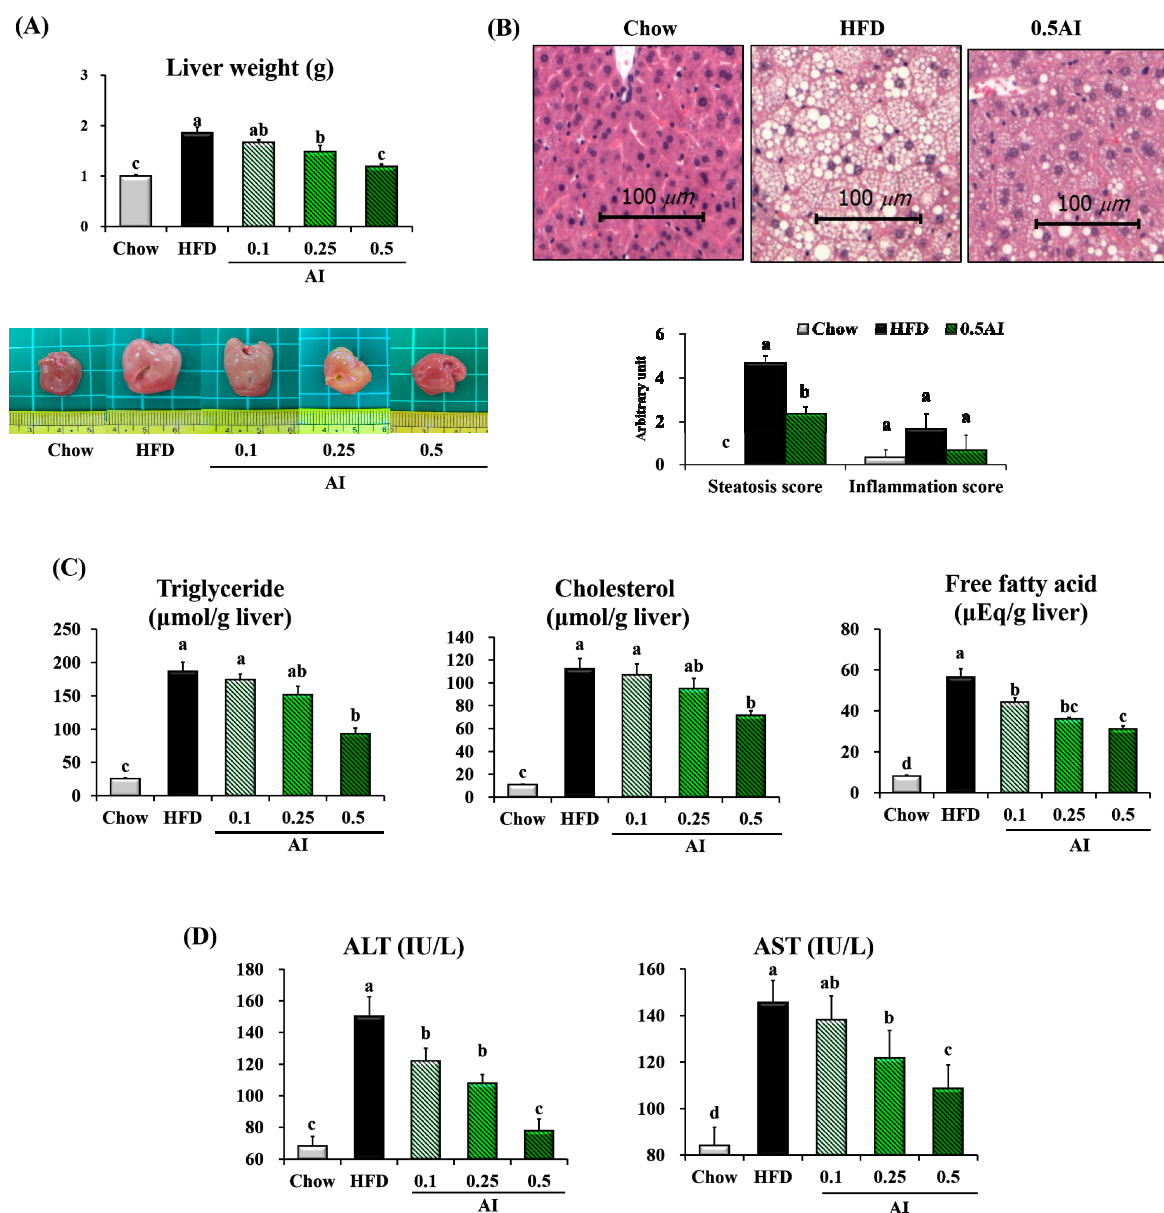 (A)
Liver weight (g)
3
2
1
0
c
a
ab
b
c
Chow HFD 0.1 0.25 0.5
AI
Chow HFD 0.1 0.25 0.5
AI
(B)
Chow HFD 0.5AI
100 μm
100 μm
100 μm
Chow HFD 0.5AI
Arbitrary unit
6
4
2
0
c
a
b
a
a
a
Steatosis score Inflammation score
(C)
Triglyceride
(μmol/g liver)
250
200
150
100
50
0
c
a
a
ab
b
Chow HFD 0.1 0.25 0.5
AI
Cholesterol
(μmol/g liver)
140
120
100
80
60
40
20
0
c
a
a
ab
b
Chow HFD 0.1 0.25 0.5
AI
Free fatty acid
(μEq/g liver)
80
60
40
20
0
d
a
b
bc
c
Chow HFD 0.1 0.25 0.5
AI
(D)
ALT (IU/L)
180
160
140
120
100
80
60
c
a
b
b
c
Chow HFD 0.1 0.25 0.5
AI
AST (IU/L)
160
140
120
100
80
d
a
ab
b
c
Chow HFD 0.1 0.25 0.5
AI